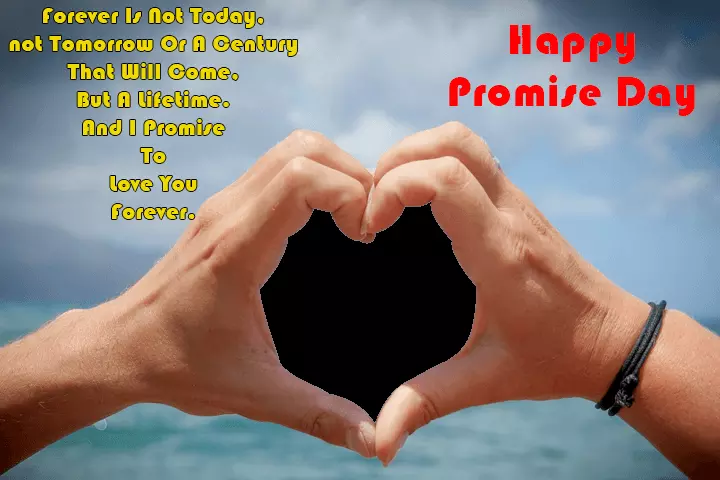 Forever Is Not Today,
not Tomorrow Or A Century
That Will Come,
But A Lifetime.
And I Promise
To
Love You
Forever.
Happy
Promise Day